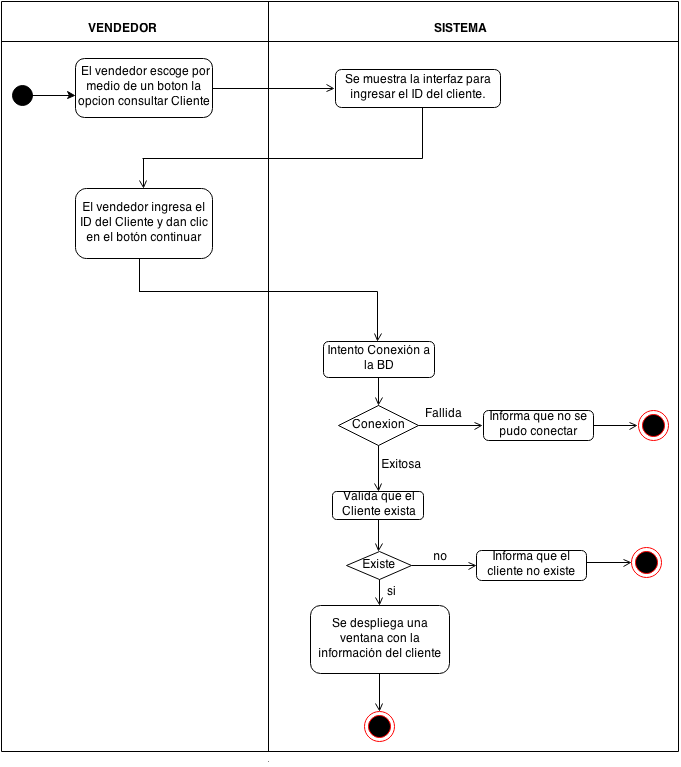 VENDEDOR
SISTEMA
El vendedor escoge por
medio de un boton la
opcion consultar Cliente
Se muestra la interfaz para
ingresar el ID del cliente.
El vendedor ingresa el
ID del Cliente y dan clic
en el botón continuar
Intento Conexión a
la BD
Conexion
Fallida
Informa que no se
pudo conectar
Exitosa
Valida que el
Cliente exista
Existe
no
Informa que el
cliente no existe
si
Se despliega una
ventana con la
información del cliente